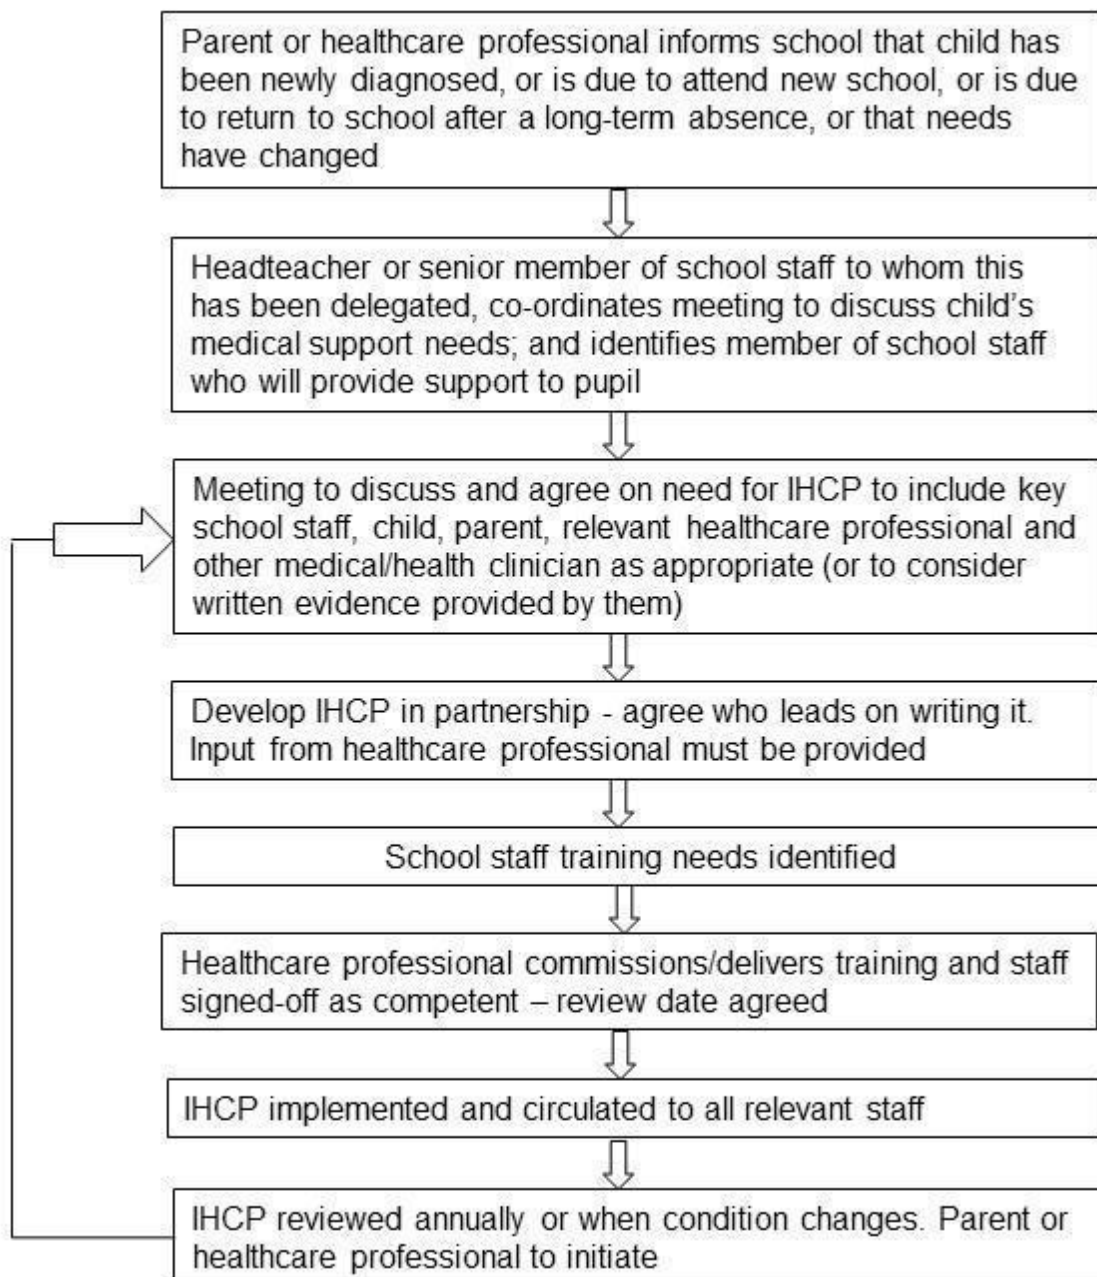 Parent or healthcare professional informs school that child has
been newly diagnosed, or is due to attend new school, or is due
to return to school after a long-term absence, or that needs
have changed
Headteacher or senior member of school staff to whom this
has been delegated, co-ordinates meeting to discuss child's
medical support needs; and identifies member of school staff
who will provide support to pupil
Meeting to discuss and agree on need for IHCP to include key
school staff, child, parent, relevant healthcare professional and
other medical/health clinician as appropriate (or to consider
written evidence provided by them)
Develop IHCP in partnership - agree who leads on writing it.
Input from healthcare professional must be provided
School staff training needs identified
Healthcare professional commissions/delivers training and staff
signed-off as competent – review date agreed
IHCP implemented and circulated to all relevant staff
IHCP reviewed annually or when condition changes. Parent or
healthcare professional to initiate